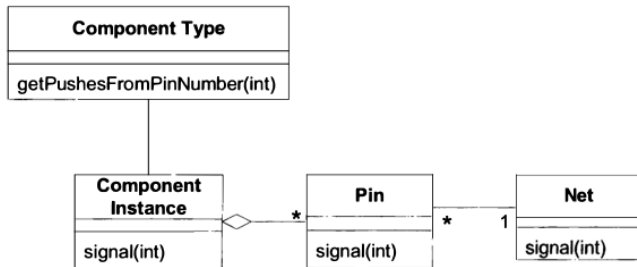 Component Type
getPushesFromPinNumber(int)
Component
Instance
signal(int)
*
Pin
signal(int)
*
1
Net
signal(int)